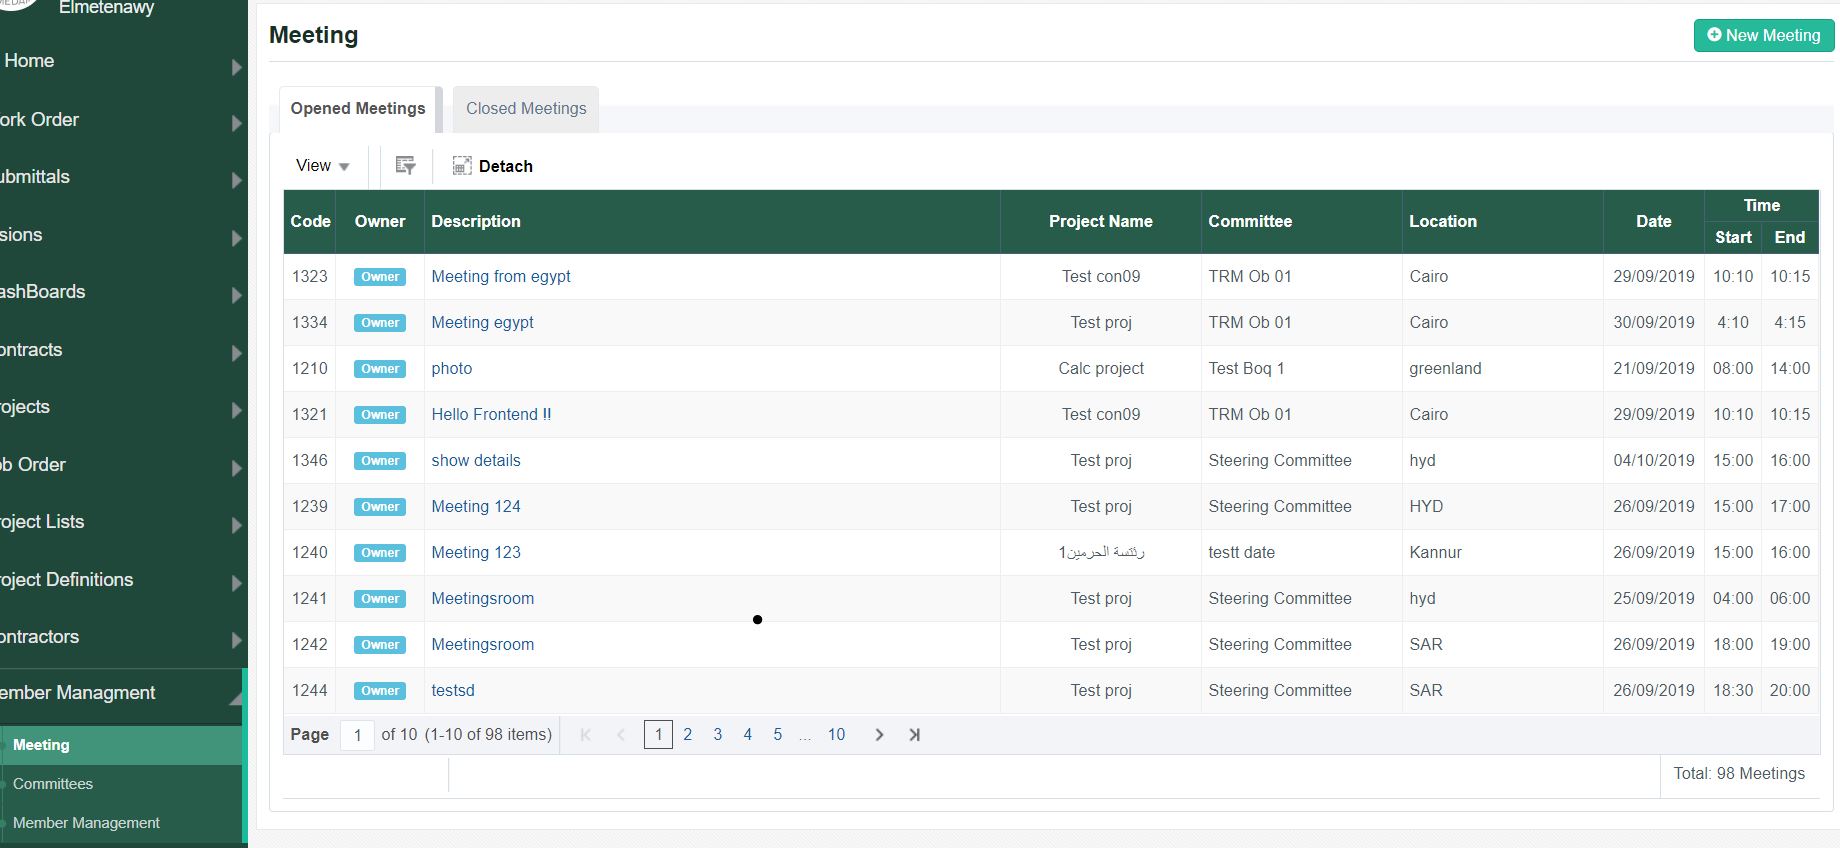 Elmetenawy
Home
ork Order
ubmittals
sions
ashBoards
ontracts
rojects
ob Order
roject Lists
roject Definitions
ontractors
ember Managment
Meeting
Committees
Member Management
Meeting
New Meeting
Opened Meetings Closed Meetings
View Detach
Code Owner Description Project Name Committee Location Date Time
Start End
1323 Owner Meeting from egypt Test con09 TRM Ob 01 Cairo 29/09/2019 10:10 10:15
1334 Owner Meeting egypt Test proj TRM Ob 01 Cairo 30/09/2019 4:10 4:15
1210 Owner photo Calc project Test Boq 1 greenland 21/09/2019 08:00 14:00
1321 Owner Hello Frontend !! Test con09 TRM Ob 01 Cairo 29/09/2019 10:10 10:15
1346 Owner show details Test proj Steering Committee hyd 04/10/2019 15:00 16:00
1239 Owner Meeting 124 Test proj Steering Committee HYD 26/09/2019 15:00 17:00
1240 Owner Meeting 123 الحرمين1 testt date Kannur 26/09/2019 15:00 16:00
1241 Owner Meetingsroom Test proj Steering Committee hyd 25/09/2019 04:00 06:00
1242 Owner Meetingsroom Test proj Steering Committee SAR 26/09/2019 18:00 19:00
1244 Owner testsd Test proj Steering Committee SAR 26/09/2019 18:30 20:00
Page 1 of 10 (1-10 of 98 items) 1 2 3 4 5 ... 10
Total: 98 Meetings